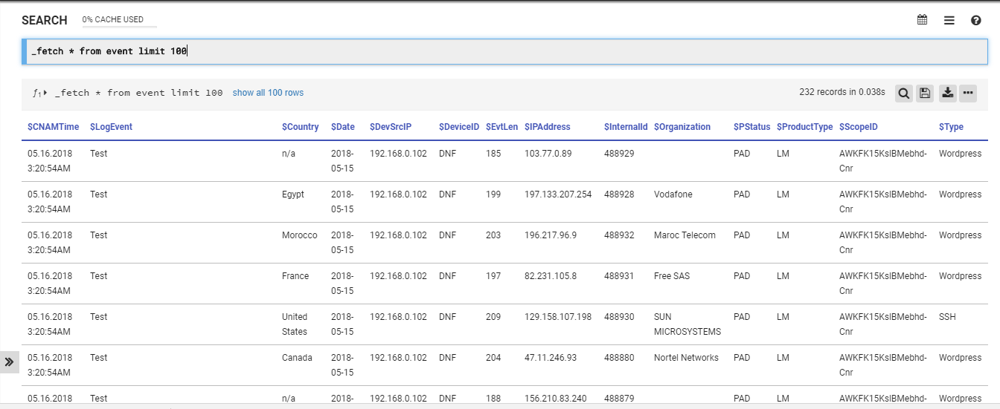 SEARCH 0% CACHE USED
_fetch * from event limit 100
ƒ1 _fetch * from event limit 100 show all 100 rows 232 records in 0.038s
$CNAMTime $LogEvent $Country $Date $DevSrcIP $DeviceID $EvtLen $IPAddress $InternalId $Organization $PStatus $ProductType $ScopeID $Type
05.16.2018 Test n/a 2018- 192.168.0.102 DNF 185 103.77.0.89 488929 PAD LM AWKFK15KsIBMebhd- Wordpress
3:20:54AM 05-15 Cnr
05.16.2018 Test Egypt 2018- 192.168.0.102 DNF 199 197.133.207.254 488928 Vodafone PAD LM AWKFK15KsIBMebhd- Wordpress
3:20:54AM 05-15 Cnr
05.16.2018 Test Morocco 2018- 192.168.0.102 DNF 203 196.217.96.9 488932 Maroc Telecom PAD LM AWKFK15KsIBMebhd- Wordpress
3:20:54AM 05-15 Cnr
05.16.2018 Test France 2018- 192.168.0.102 DNF 197 82.231.105.8 488931 Free SAS PAD LM AWKFK15KsIBMebhd- Wordpress
3:20:54AM 05-15 Cnr
05.16.2018 Test United 2018- 192.168.0.102 DNF 209 129.158.107.198 488930 SUN PAD LM AWKFK15KsIBMebhd- SSH
3:20:54AM States 05-15 MICROSYSTEMS Cnr
05.16.2018 Test Canada 2018- 192.168.0.102 DNF 204 47.11.246.93 488880 Nortel Networks PAD LM AWKFK15KsIBMebhd- Wordpress
3:20:54AM 05-15 Cnr
05.16.2018 Test n/a 2018- 192.168.0.102 DNF 188 156.210.83.240 488879 PAD LM AWKFK15KsIBMebhd- Wordpress